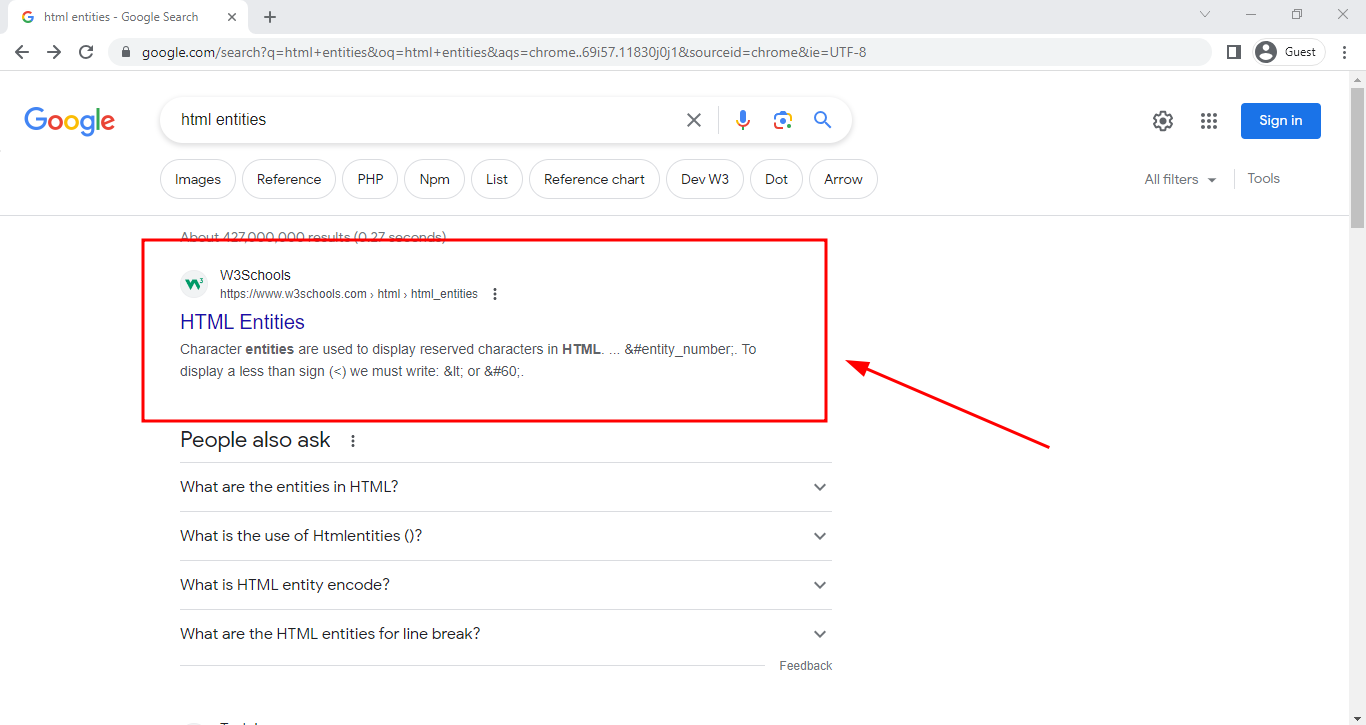 html entities - Google Search
google.com/search?q=html+entities&oq=html+entities&aqs=chrome..69i57.11830j0j1&sourceid=chrome&ie=UTF-8
Guest
Google
html entities
Sign in
Images
Reference
PHP
Npm
List
Reference chart
Dev W3
Dot
Arrow
All filters
Tools
About 427,000,000 results (0.27 seconds)
W3Schools
https://www.w3schools.com › html › html_entities
HTML Entities
Character entities are used to display reserved characters in HTML. ... &#entity_number;. To
display a less than sign (<) we must write: &lt; or &#60;.
People also ask
What are the entities in HTML?
What is the use of Htmlentities ()?
What is HTML entity encode?
What are the HTML entities for line break?
Feedback